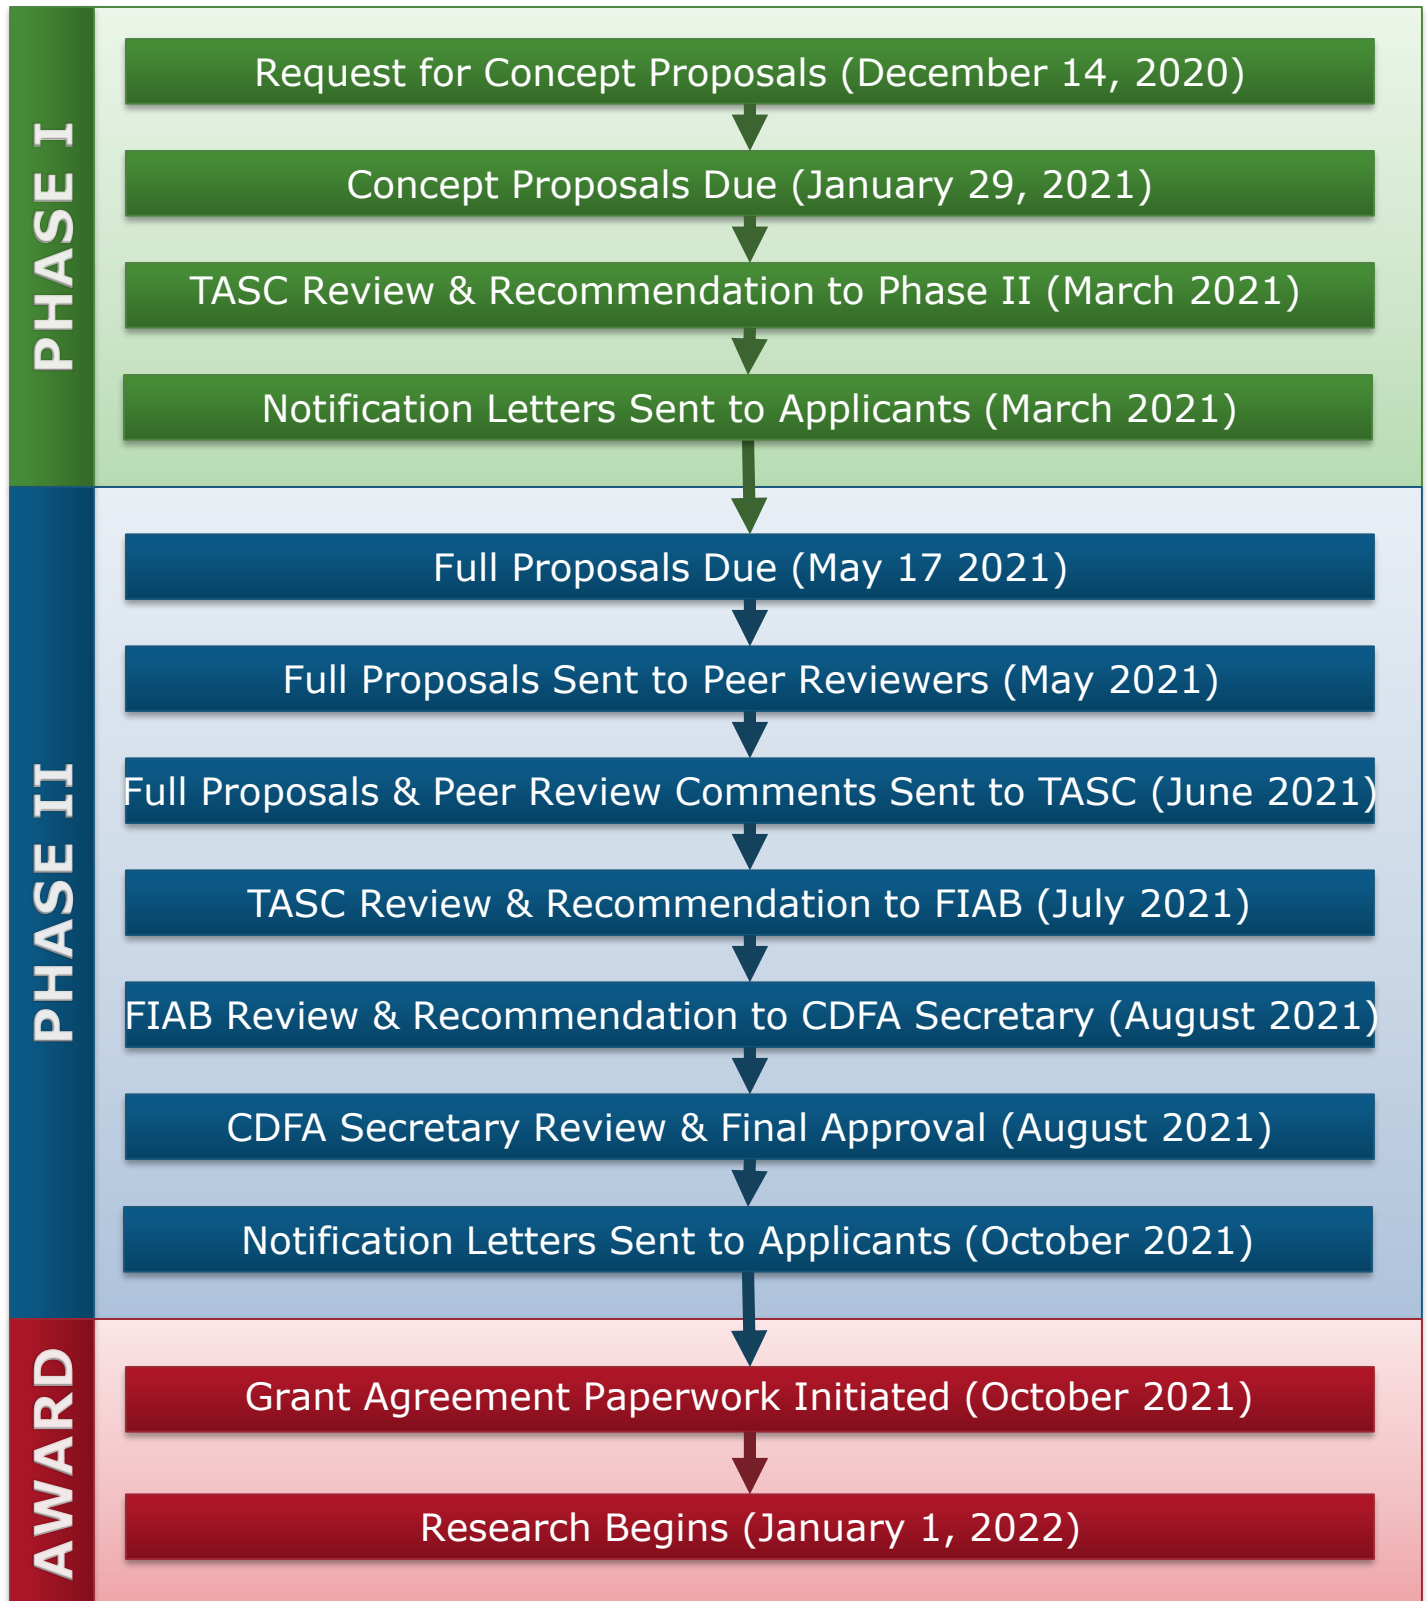 PHASE I
Request for Concept Proposals (December 14, 2020)
Concept Proposals Due (January 29, 2021)
TASC Review & Recommendation to Phase II (March 2021)
Notification Letters Sent to Applicants (March 2021)
PHASE II
Full Proposals Due (May 17 2021)
Full Proposals Sent to Peer Reviewers (May 2021)
Full Proposals & Peer Review Comments Sent to TASC (June 2021)
TASC Review & Recommendation to FIAB (July 2021)
FIAB Review & Recommendation to CDFA Secretary (August 2021)
CDFA Secretary Review & Final Approval (August 2021)
Notification Letters Sent to Applicants (October 2021)
AWARD
Grant Agreement Paperwork Initiated (October 2021)
Research Begins (January 1, 2022)